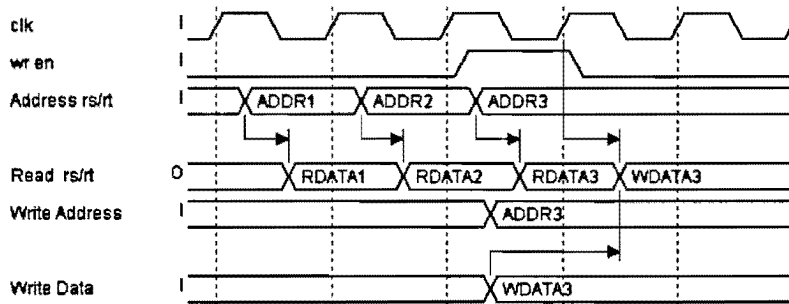 clk I
wr en I
Address rs/rt I ADDR1 ADDR2 ADDR3
Read rs/rt O RDATA1 RDATA2 RDATA3 WDATA3
Write Address I ADDR3
Write Data I WDATA3